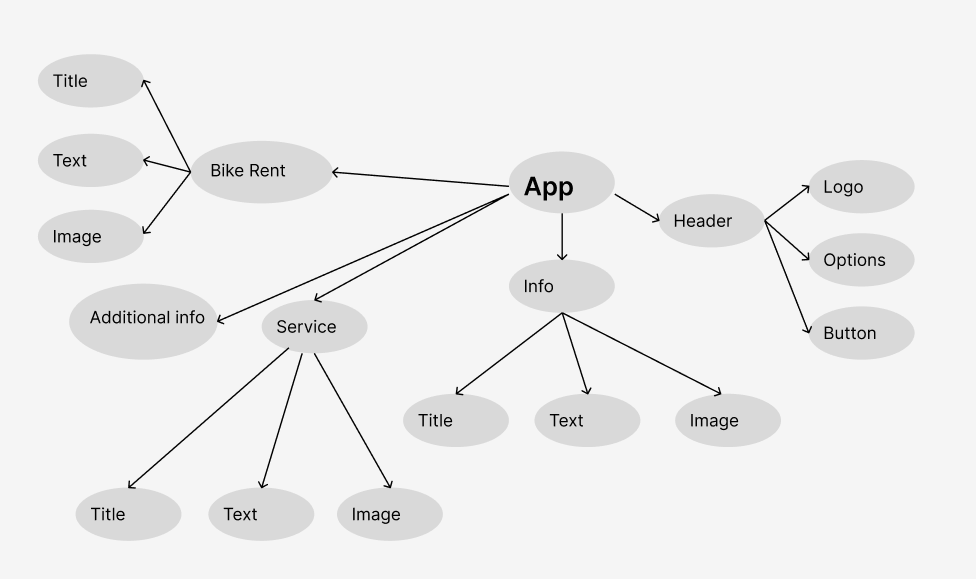 Title
Text
Bike Rent
Image
App
Logo
Header
Options
Button
Info
Additional info
Service
Title
Text
Image
Title
Text
Image